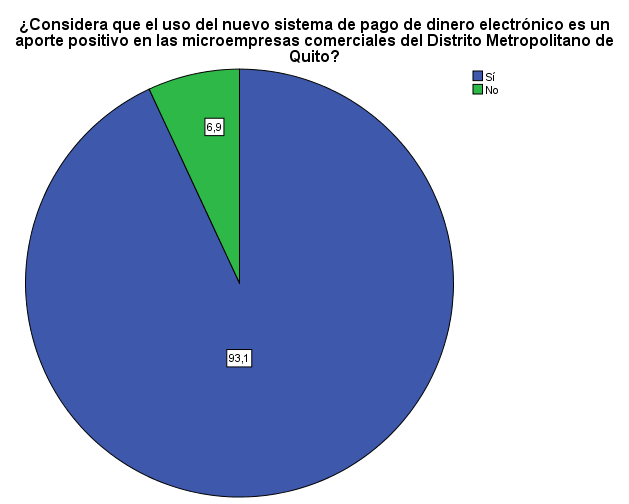 ¿Considera que el uso del nuevo sistema de pago de dinero electrónico es un
aporte positivo en las microempresas comerciales del Distrito Metropolitano de
Quito?
Sí
No
6,9
93,1